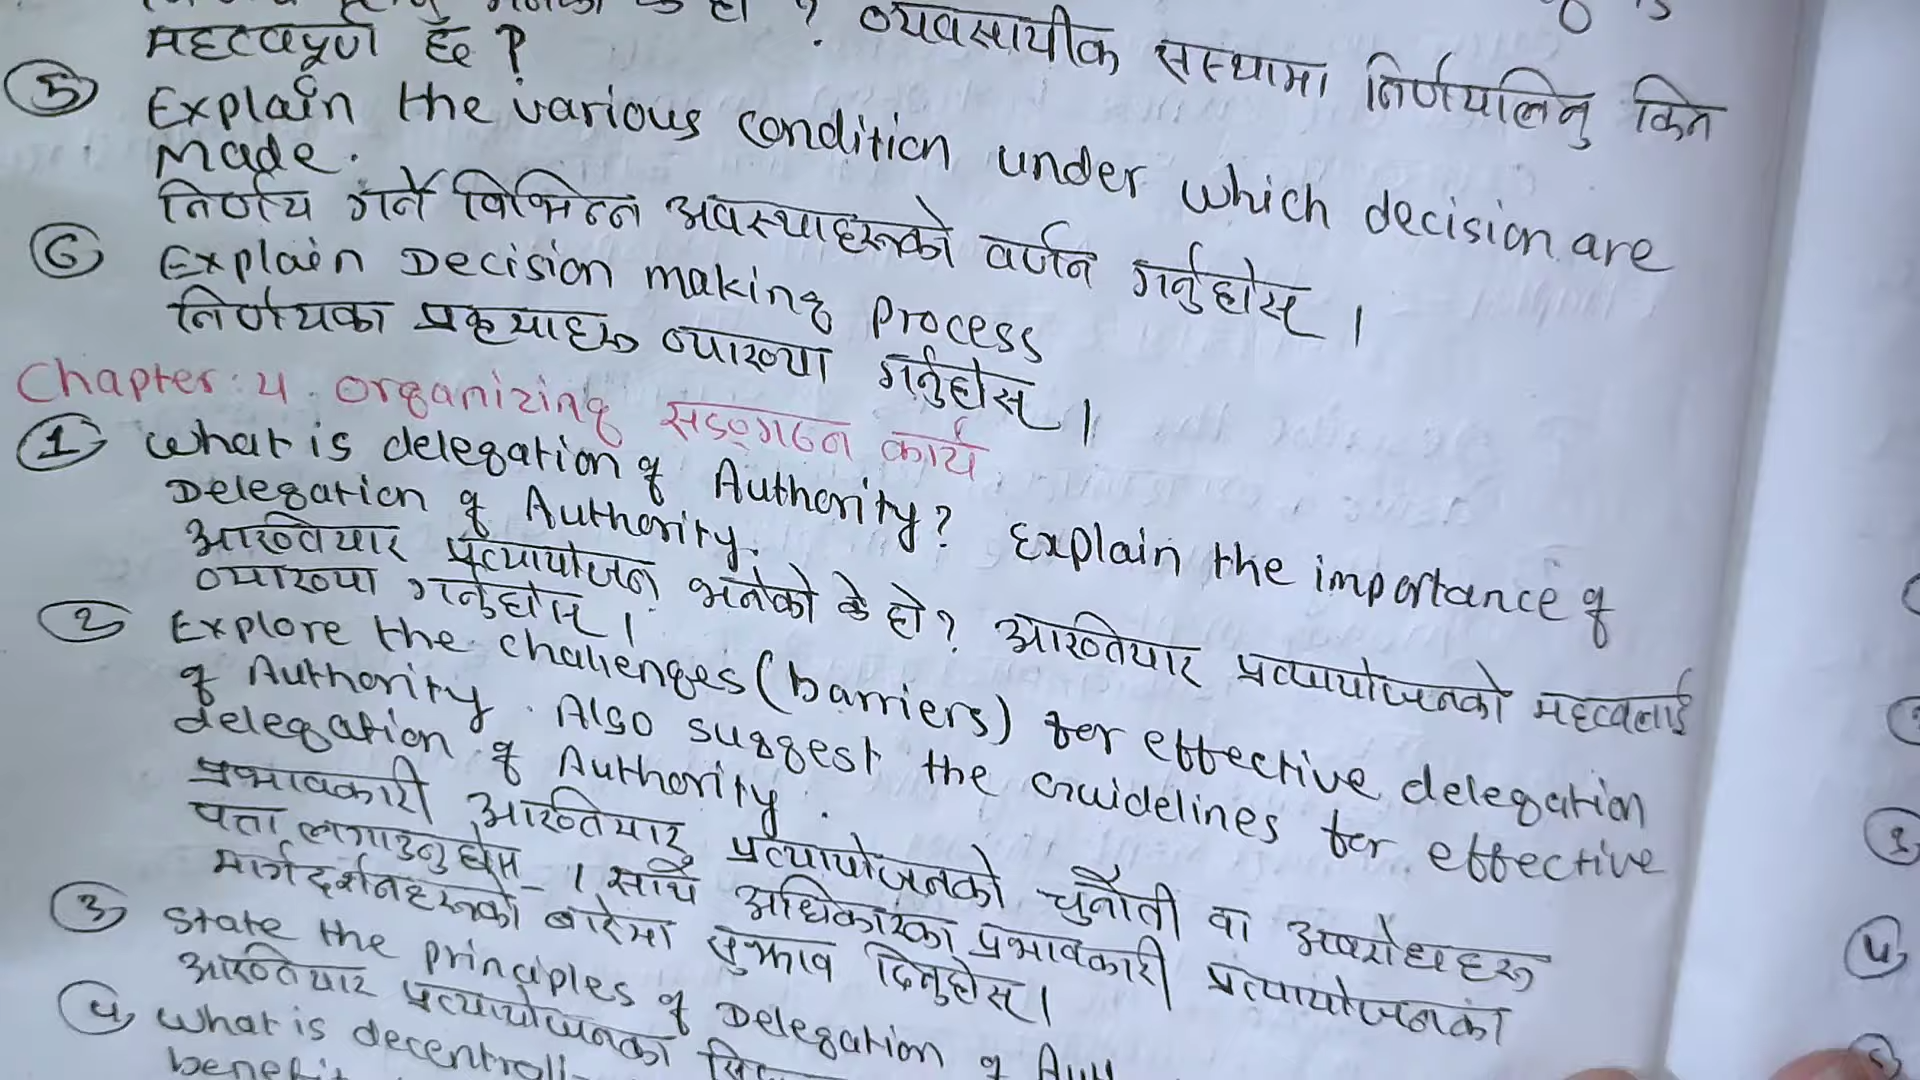 महत्वपूर्ण छ ? व्यवसायीक संस्थामा निर्णयलिनु किन
⑤ Explain the various condition under which decision are
made.
निर्णय गर्ने विभिन्न अवस्थाहरूको वर्णन गर्नुहोस् ।
⑥ Explain Decision making process
निर्णयका प्रकृयाहरू व्याख्या गर्नुहोस् ।
Chapter: 4. organizing सङ्गठन कार्य
① What is delegation of Authority? Explain the importance of
Delegation of Authority.
आख्तियार प्रत्यायोजन भनेको के हो? आख्तियार प्रत्यायोजनको महत्वलाई
व्याख्या गर्नुहोस् ।
② Explore the challenges (barriers) for effective delegation
of Authority. Also suggest the Guidelines for effective
delegation of Authority.
प्रभावकारी आख्तियार प्रत्यायोजनको चुनौती वा अवरोधहरू
पत्ता लगाउनुहोस् । साथै अधिकारका प्रभावकारी प्रत्यायोजनका
मार्गदर्शनहरूको बारेमा सुझाव दिनुहोस् ।
③ State the principles of Delegation of
आख्तियार प्रत्यायोजनका
④ What is